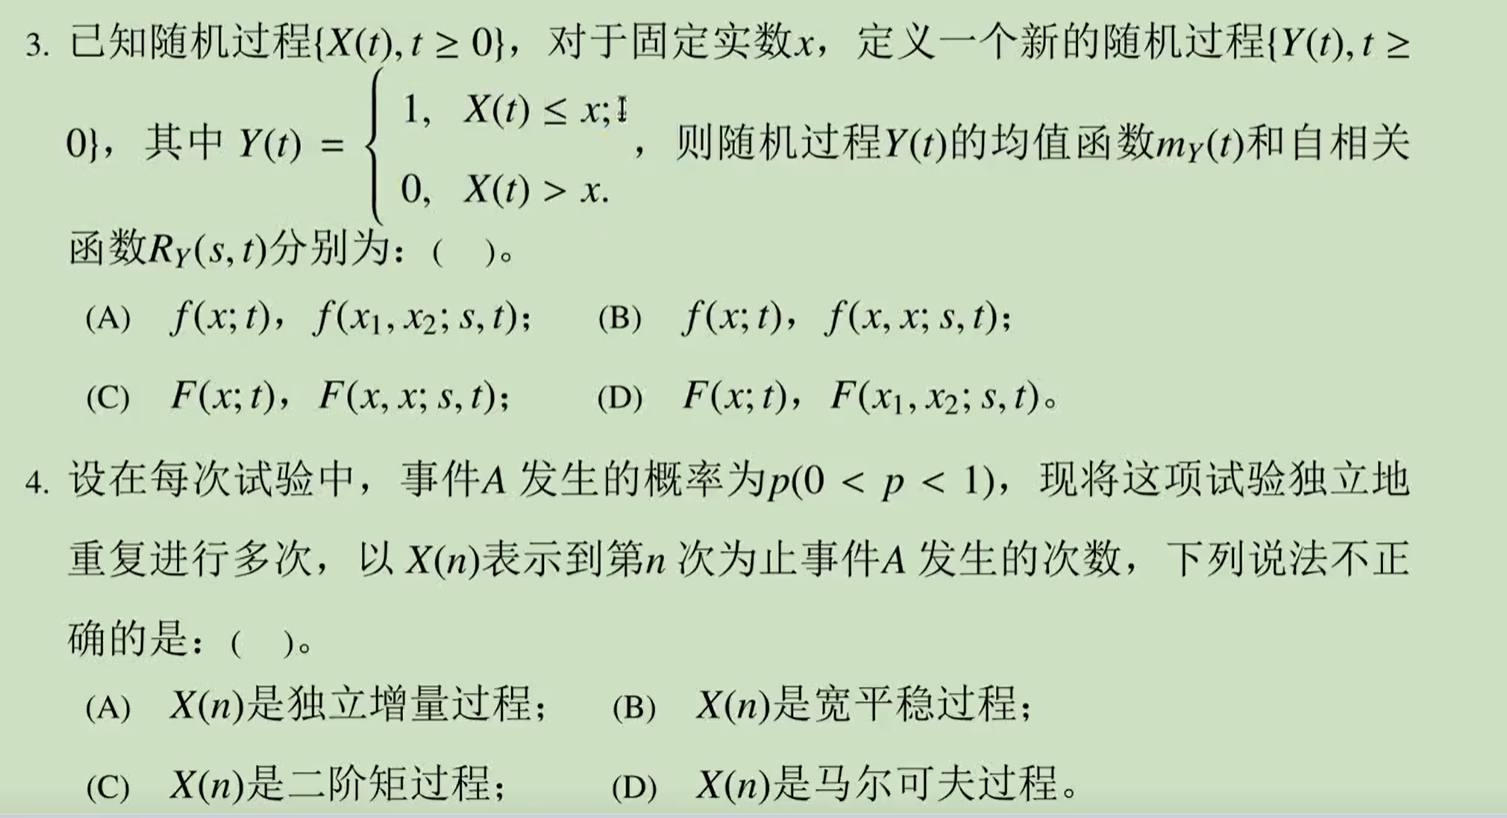 3. 已知随机过程{X(t), t ≥ 0}，对于固定实数x，定义一个新的随机过程{Y(t), t ≥
0}，其中 Y(t) = { 1, X(t) ≤ x; 0, X(t) > x. ，则随机过程Y(t)的均值函数m_Y(t)和自相关
函数R_Y(s, t)分别为：( )。
(A) f(x; t)，f(x₁, x₂; s, t)； (B) f(x; t)，f(x, x; s, t)；
(C) F(x; t)，F(x, x; s, t)； (D) F(x; t)，F(x₁, x₂; s, t)。
4. 设在每次试验中，事件A 发生的概率为p(0 < p < 1)，现将这项试验独立地
重复进行多次，以 X(n)表示到第n 次为止事件A 发生的次数，下列说法不正
确的是：( )。
(A) X(n)是独立增量过程； (B) X(n)是宽平稳过程；
(C) X(n)是二阶矩过程； (D) X(n)是马尔可夫过程。